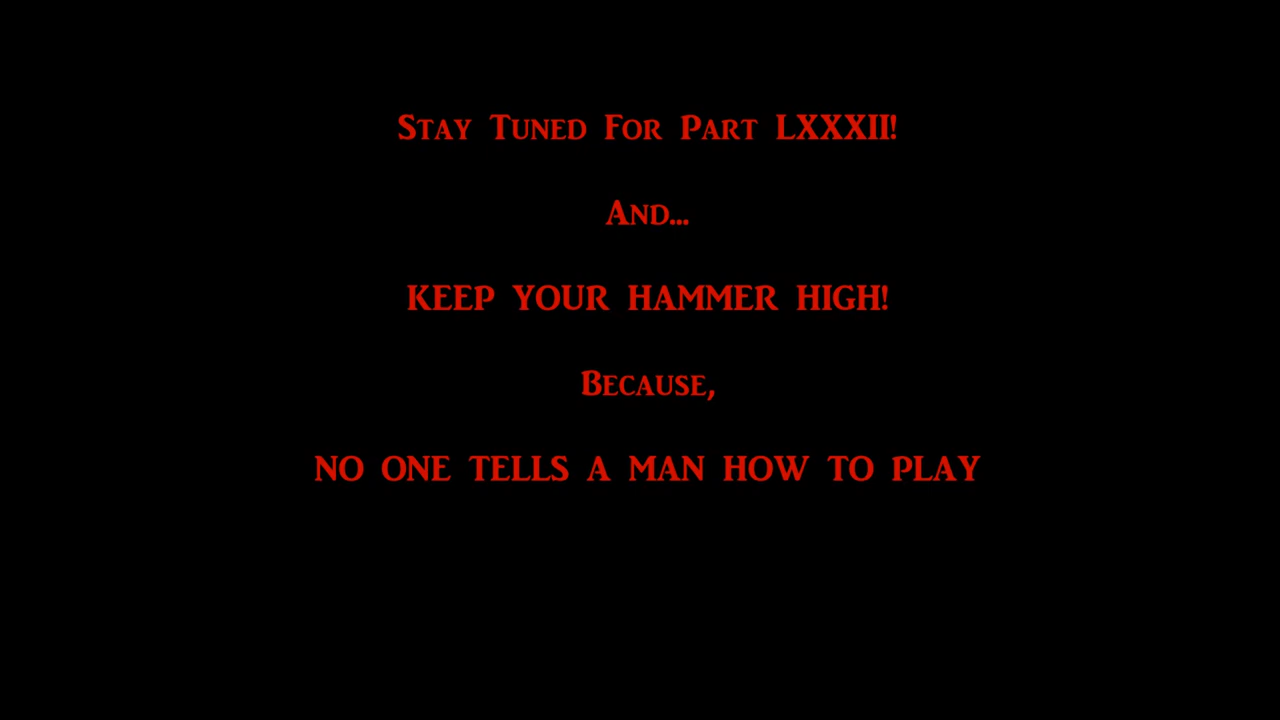 Stay Tuned For Part LXXXII!
And...
KEEP YOUR HAMMER HIGH!
Because,
NO ONE TELLS A MAN HOW TO PLAY